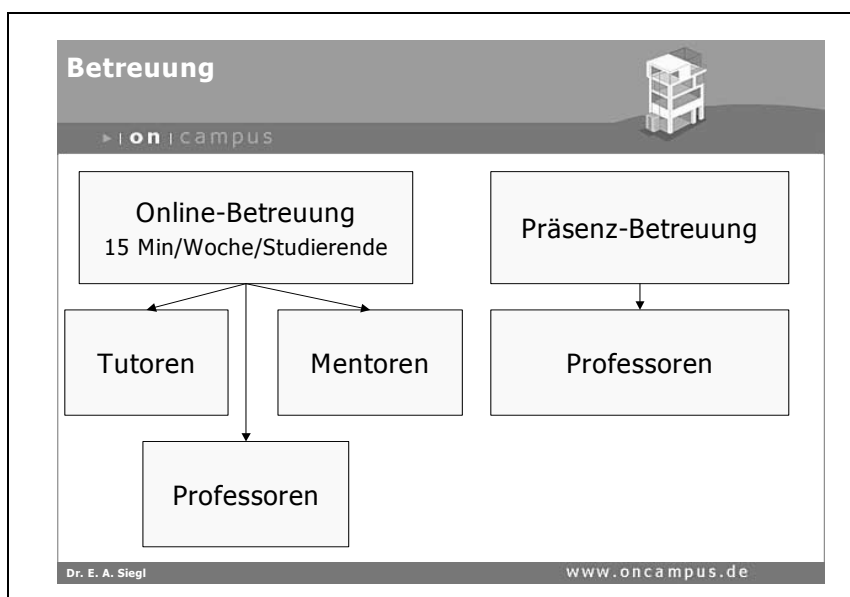 Betreuung
▸|on|campus
Online-Betreuung
15 Min/Woche/Studierende
Präsenz-Betreuung
Tutoren
Mentoren
Professoren
Professoren
Dr. E. A. Siegl
www.oncampus.de